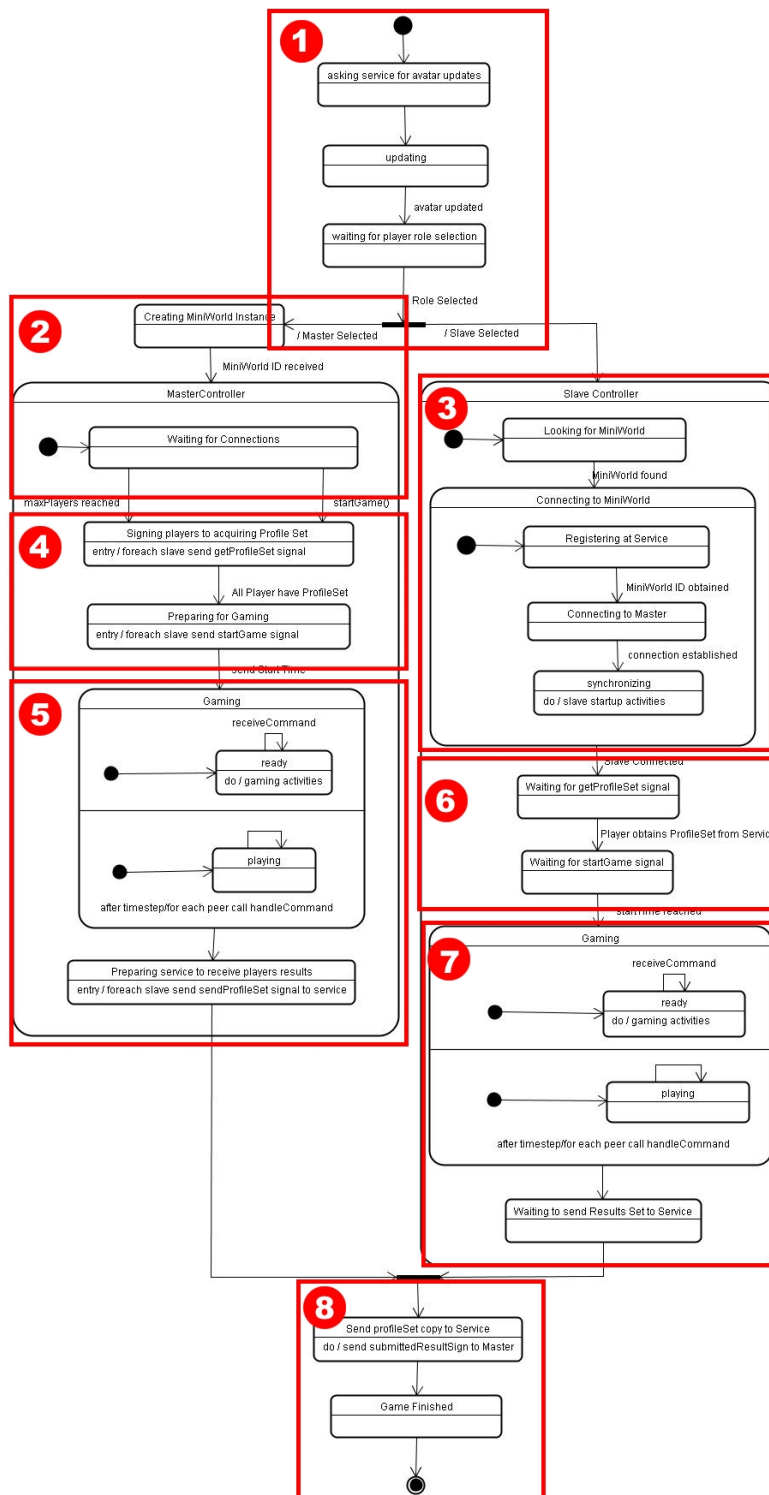 1
asking service for avatar updates
updating
avatar updated
waiting for player role selection
Role Selected
2
Creating MiniWorld Instance
/ Master Selected
/ Slave Selected
MiniWorld ID received
MasterController
Waiting for Connections
maxPlayers reached
startGame()
3
Slave Controller
Looking for MiniWorld
MiniWorld found
Connecting to MiniWorld
Registering at Service
MiniWorld ID obtained
Connecting to Master
connection established
synchronizing
do / slave startup activities
Slave Connected
4
Signing players to acquiring Profile Set
entry / foreach slave send getProfileSet signal
All Player have ProfileSet
Preparing for Gaming
entry / foreach slave send startGame signal
send Start Time
5
Gaming
receiveCommand
ready
do / gaming activities
playing
after timestep/for each peer call handleCommand
Preparing service to receive players results
entry / foreach slave send sendProfileSet signal to service
6
Waiting for getProfileSet signal
Player obtains ProfileSet from Servic
Waiting for startGame signal
startTime reached
7
Gaming
receiveCommand
ready
do / gaming activities
playing
after timestep/for each peer call handleCommand
Waiting to send Results Set to Service
8
Send profileSet copy to Service
do / send submittedResultSign to Master
Game Finished